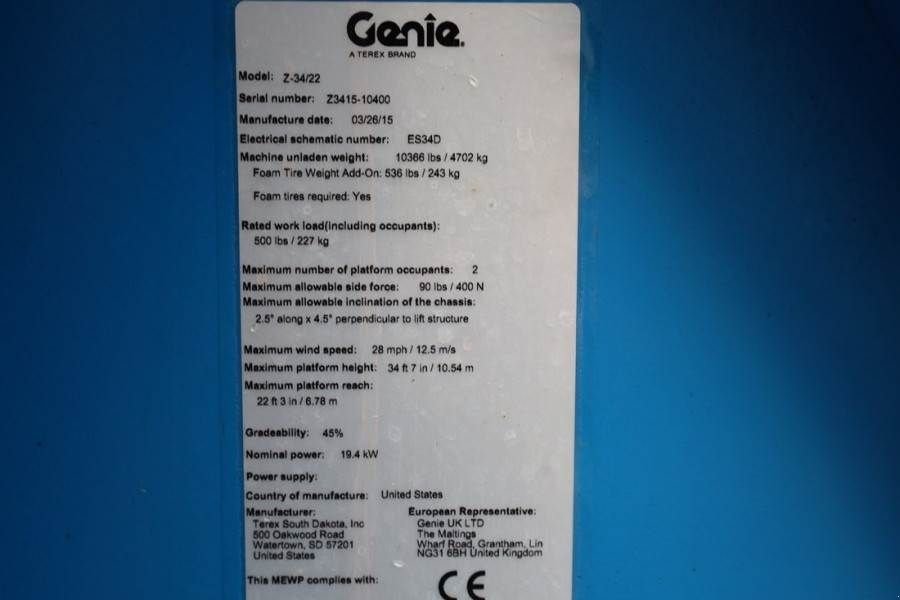 Genie.
A TEREX BRAND
Model: Z-34/22
Serial number: Z3415-10400
Manufacture date: 03/26/15
Electrical schematic number: ES34D
Machine unladen weight: 10366 lbs / 4702 kg
Foam Tire Weight Add-On: 536 lbs / 243 kg
Foam tires required: Yes
Rated work load(including occupants):
500 lbs / 227 kg
Maximum number of platform occupants: 2
Maximum allowable side force: 90 lbs / 400 N
Maximum allowable inclination of the chassis:
2.5° along x 4.5° perpendicular to lift structure
Maximum wind speed: 28 mph / 12.5 m/s
Maximum platform height: 34 ft 7 in / 10.54 m
Maximum platform reach:
22 ft 3 in / 6.78 m
Gradeability: 45%
Nominal power: 19.4 kW
Power supply:
Country of manufacture: United States
Manufacturer: European Representative:
Terex South Dakota, Inc Genie UK LTD
500 Oakwood Road The Maltings
Watertown, SD 57201 Wharf Road, Grantham, Lin
United States NG31 6BH United Kingdom
This MEWP complies with: CE